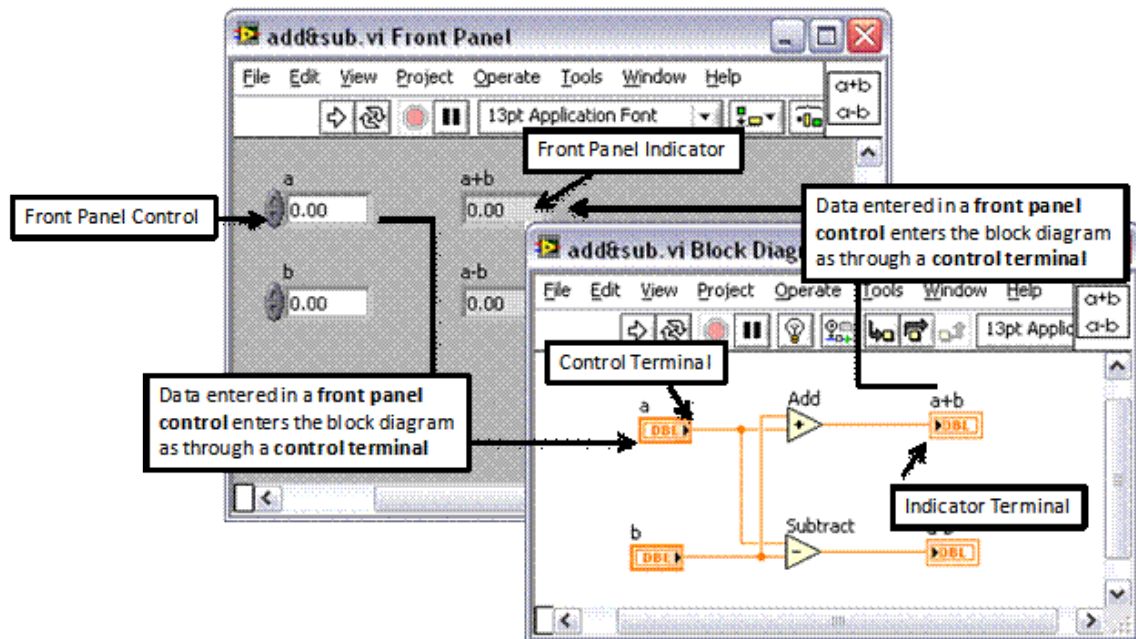 add&sub.vi Front Panel
File Edit View Project Operate Tools Window Help
a+b
a-b
13pt Application Font
Front Panel Indicator
a
a+b
Front Panel Control
0.00
0.00
Data entered in a front panel
control enters the block diagram
as through a control terminal
b
a-b
0.00
0.00
add&sub.vi Block Diag
File Edit View Project Operate Tools Window Help
a+b
a-b
13pt Applic
Control Terminal
Data entered in a front panel
control enters the block diagram
as through a control terminal
a
Add
a+b
DBL
+
DBL
Indicator Terminal
b
Subtract
DBL
-
DBL